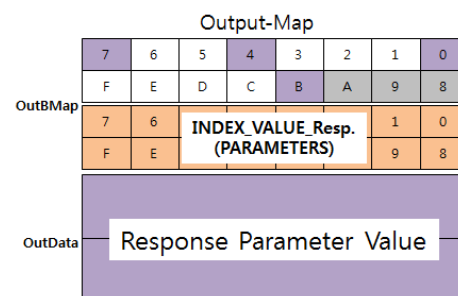 Output-Map
7 6 5 4 3 2 1 0
F E D C B A 9 8
OutBMap
7 6 INDEX_VALUE_Resp. 1 0
F E (PARAMETERS) 9 8
OutData Response Parameter Value